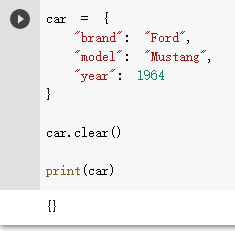 car = {
    "brand": "Ford",
    "model": "Mustang",
    "year": 1964
}
car.clear()
print(car)
{}